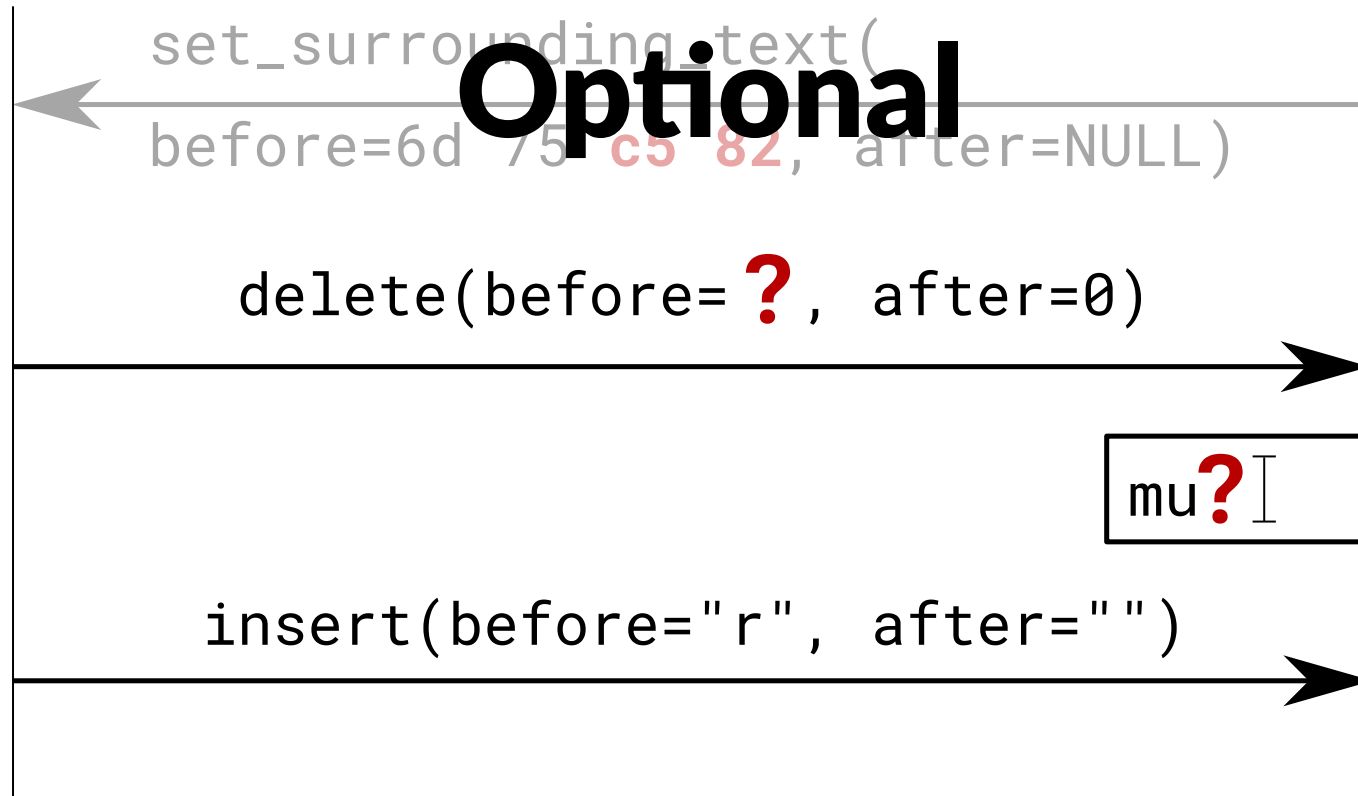 set_surrounding_text(
Optional
before=6d 75 c5 82, after=NULL)
delete(before=?, after=0)
mu?
insert(before="r", after="")